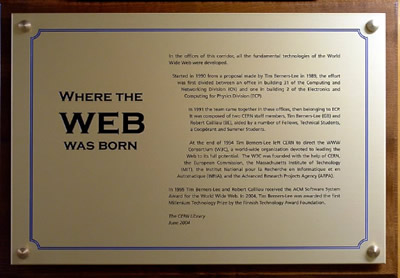 WHERE THE
WEB
WAS BORN
In the offices of this corridor, all the fundamental technologies of the World
Wide Web were developed.
Started in 1990 from a proposal made by Tim Berners-Lee in 1989, the effort
was first divided between an office in building 31 of the Computing and
Networking Division (CN) and one in building 2 of the Electronics and
Computing for Physics Division (ECP).
In 1991 the team came together in these offices, then belonging to ECP.
It was composed of two CERN staff members, Tim Berners-Lee (GB) and
Robert Cailliau (BE), aided by a number of Fellows, Technical Students,
a Coopérant and Summer Students.
At the end of 1994 Tim Berners-Lee left CERN to direct the WWW
Consortium (W3C), a world-wide organization devoted to leading the
Web to its full potential. The W3C was founded with the help of CERN,
the European Commission, the Massachusetts Institute of Technology
(MIT), the Institut National pour la Recherche en Informatique et en
Automatique (INRIA), and the Advanced Research Projects Agency (ARPA).
In 1995 Tim Berners-Lee and Robert Cailliau received the ACM Software System
Award for the World Wide Web. In 2004, Tim Berners-Lee was awarded the first
Millenium Technology Prize by the Finnish Technology Award Foundation.
The CERN Library
June 2004